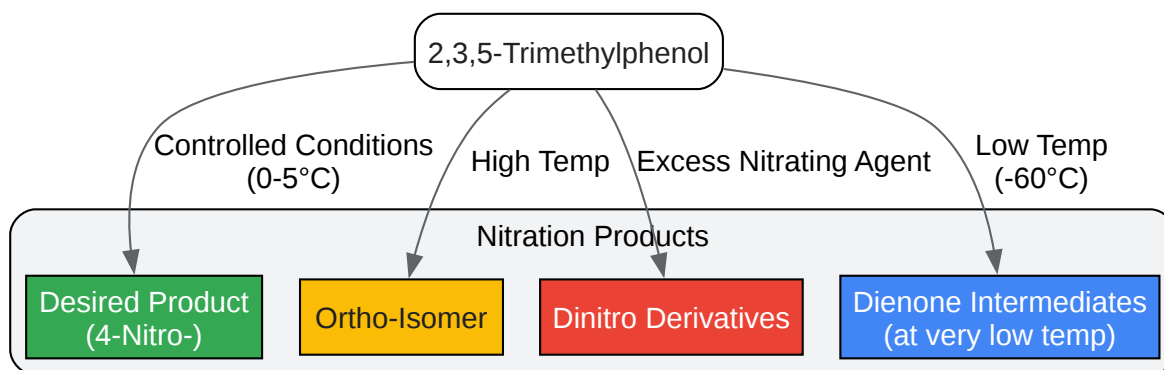 2,3,5-Trimethylphenol
Controlled Conditions
(0-5°C)
High Temp
Excess Nitrating Agent
Low Temp
(-60°C)
Nitration Products
Desired Product
(4-Nitro-)
Ortho-Isomer
Dinitro Derivatives
Dienone Intermediates
(at very low temp)